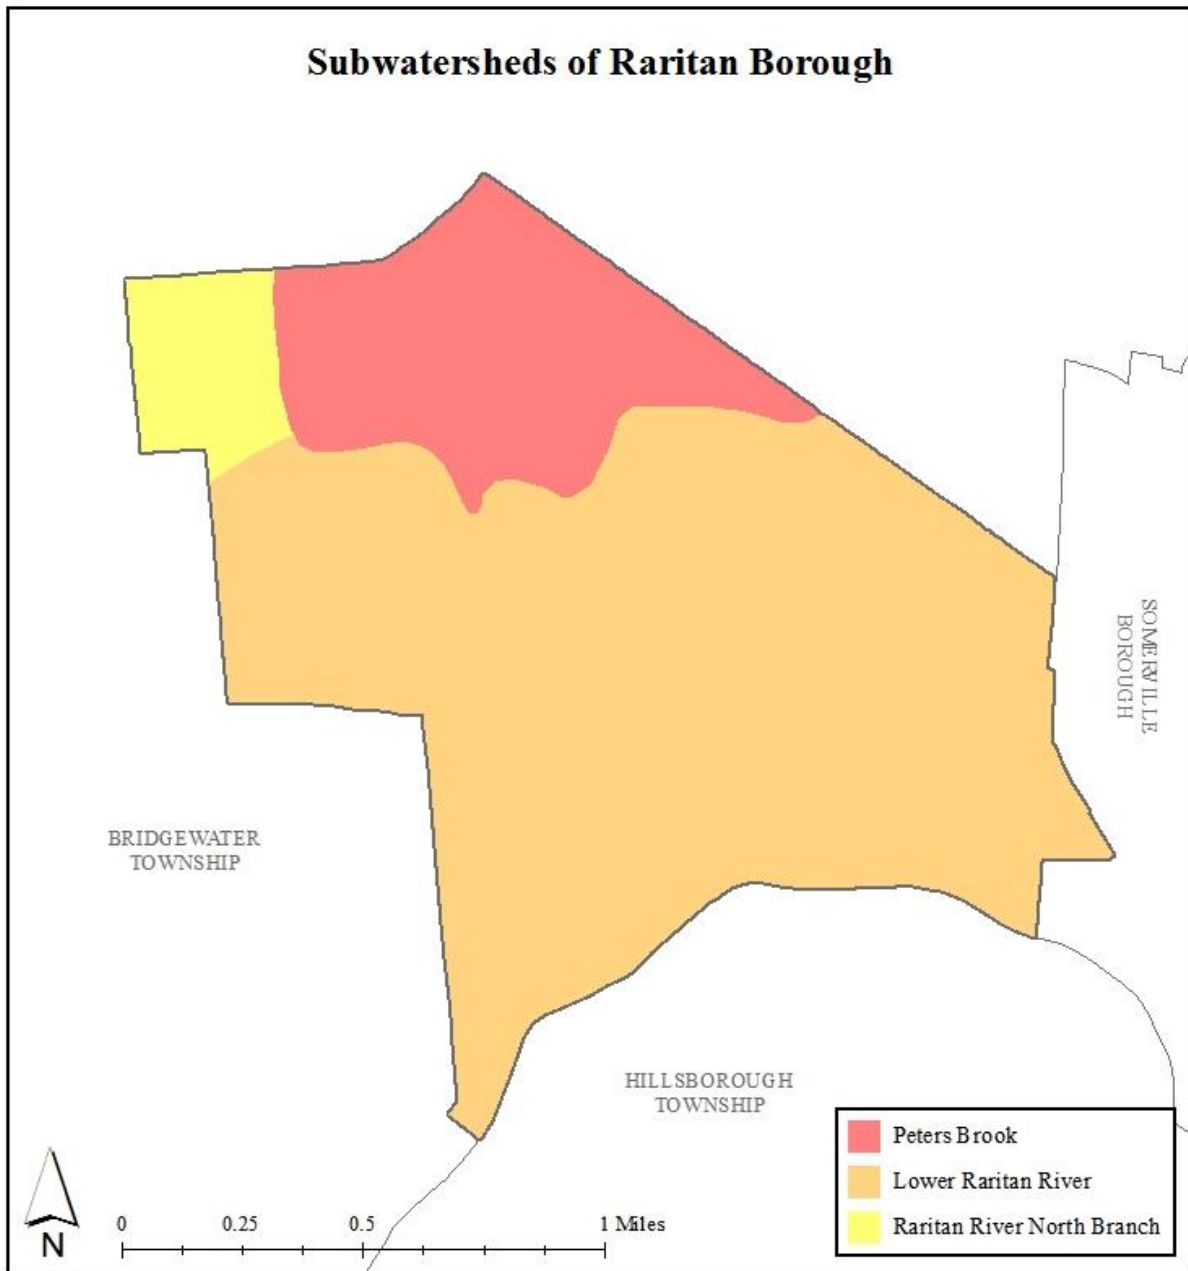 Subwatersheds of Raritan Borough
SOMERVILLE
BOROUGH
BRIDGEWATER
TOWNSHIP
HILLSBOROUGH
TOWNSHIP
Peters Brook
Lower Raritan River
Raritan River North Branch
N
0 0.25 0.5 1 Miles